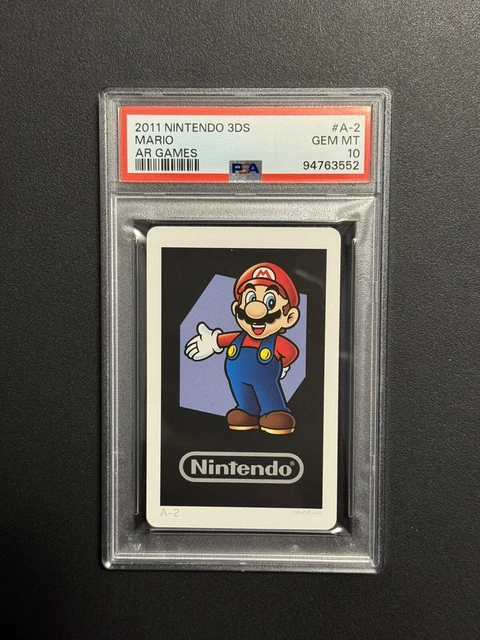 2011 NINTENDO 3DS #A-2
MARIO GEM MT
AR GAMES 10
PSA 94763552
M
Nintendo®
A-2